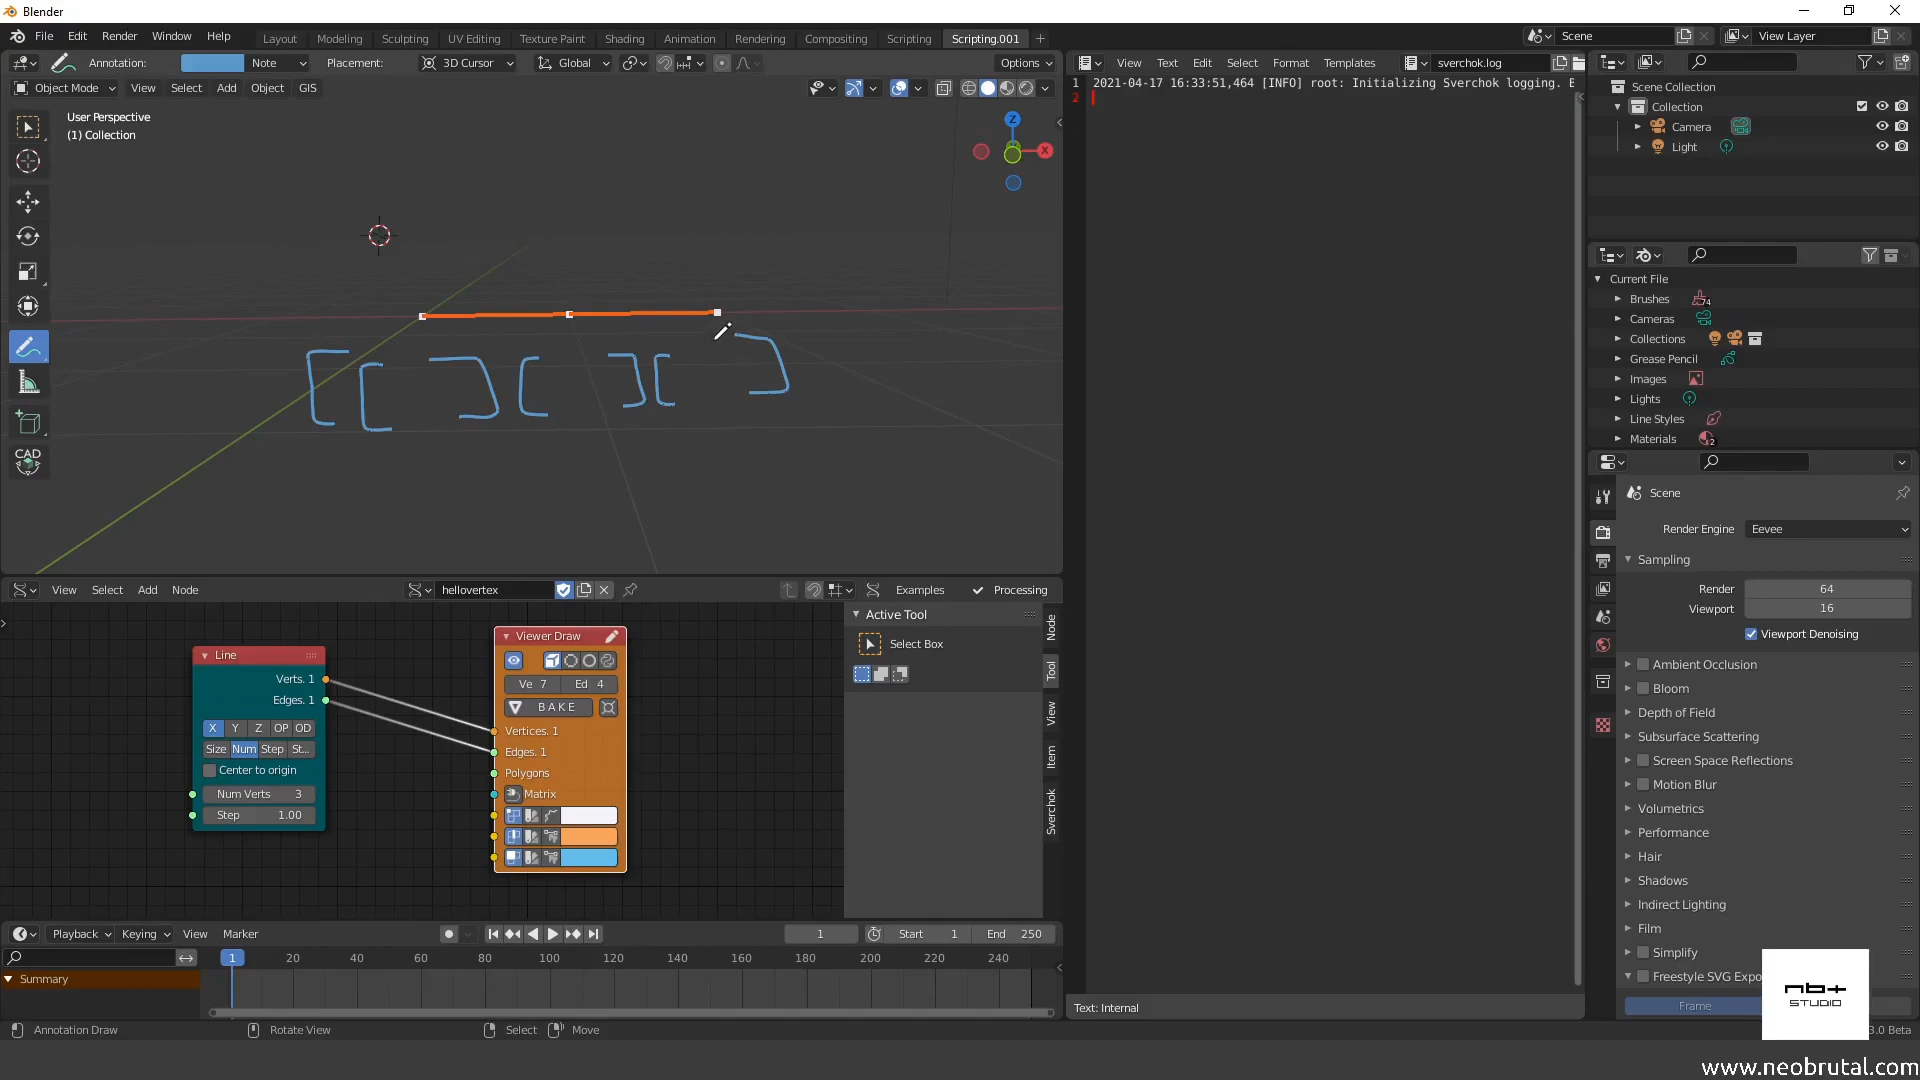 Blender
File Edit Render Window Help Layout Modeling Sculpting UV Editing Texture Paint Shading Animation Rendering Compositing Scripting Scripting.001 + Scene View Layer
Annotation: Note Placement: 3D Cursor Global Options
Object Mode View Select Add Object GIS
User Perspective
(1) Collection
Z
X
CAD
View Text Edit Select Format Templates sverchok.log
1 2021-04-17 16:33:51,464 [INFO] root: Initializing Sverchok logging. E
2
Scene Collection
Collection
Camera
Light
Current File
Brushes 74
Cameras
Collections
Grease Pencil
Images
Lights
Line Styles
Materials 2
Scene
Render Engine Eevee
Sampling
Render 64
Viewport 16
Viewport Denoising
Ambient Occlusion
Bloom
Depth of Field
Subsurface Scattering
Screen Space Reflections
Motion Blur
Volumetrics
Performance
Hair
Shadows
Indirect Lighting
Film
Simplify
Freestyle SVG Expo
Frame
View Select Add Node hellovertex Examples Processing
Line
Verts. 1
Edges. 1
X Y Z OP OD
Size Num Step St...
Center to origin
Num Verts 3
Step 1.00
Viewer Draw
Ve 7 Ed 4
BAKE
Vertices. 1
Edges. 1
Polygons
Matrix
Active Tool
Select Box
Node
Tool
View
Item
Sverchok
Playback Keying View Marker 1 Start 1 End 250
1 20 40 60 80 100 120 140 160 180 200 220 240
Summary
Text: Internal
Annotation Draw Rotate View Select Move
3.0 Beta
nb+
STUDIO
www.neobrutal.com